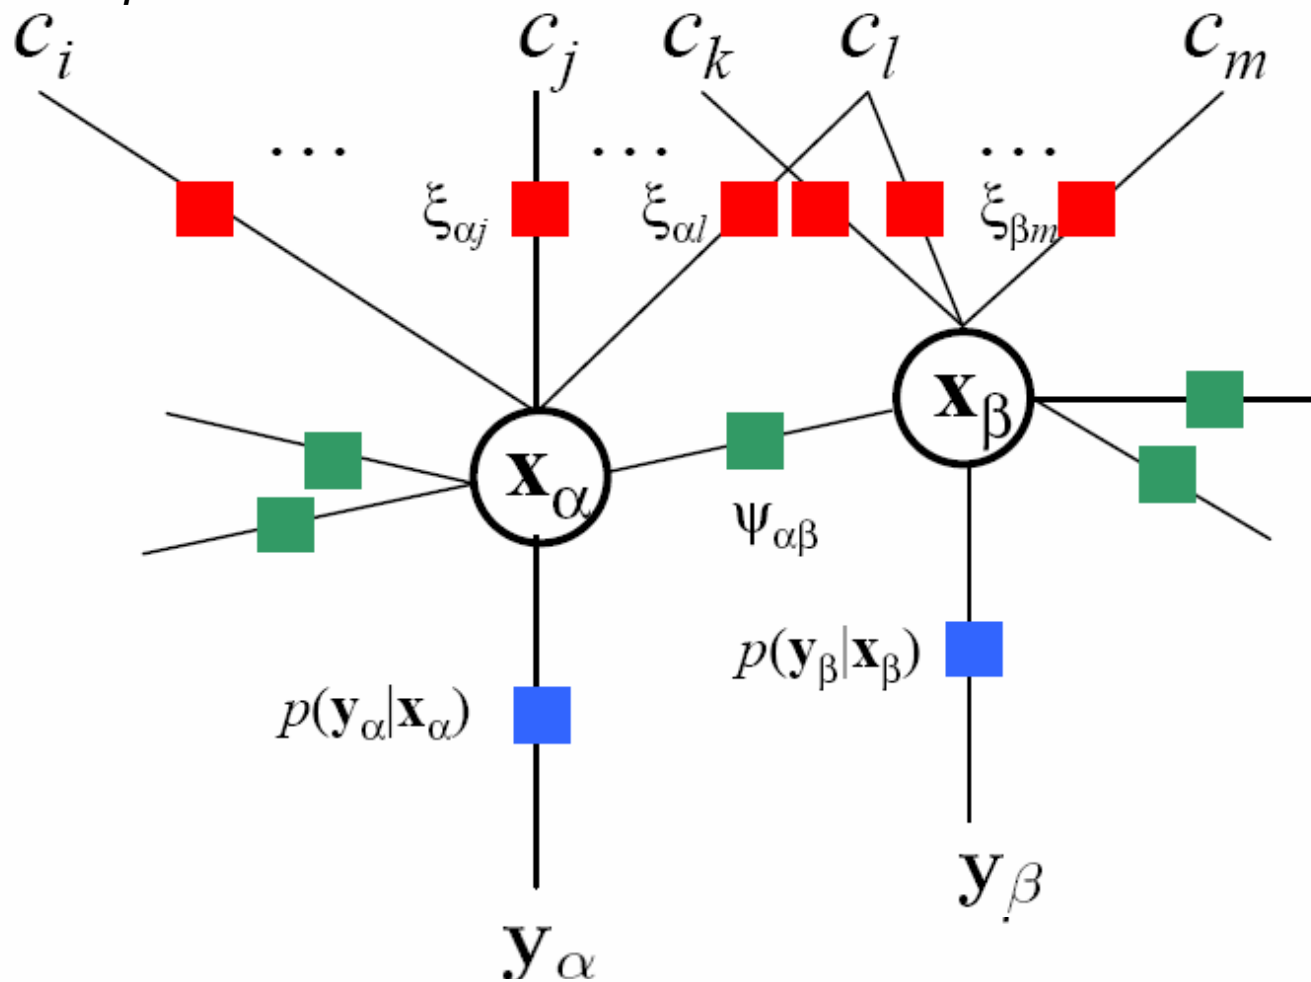 c_i c_j c_k c_l c_m
... ... ...
ξ_αj ξ_αl ξ_βm
x_β
x_α
ψ_αβ
p(y_β|x_β)
p(y_α|x_α)
y_β
y_α